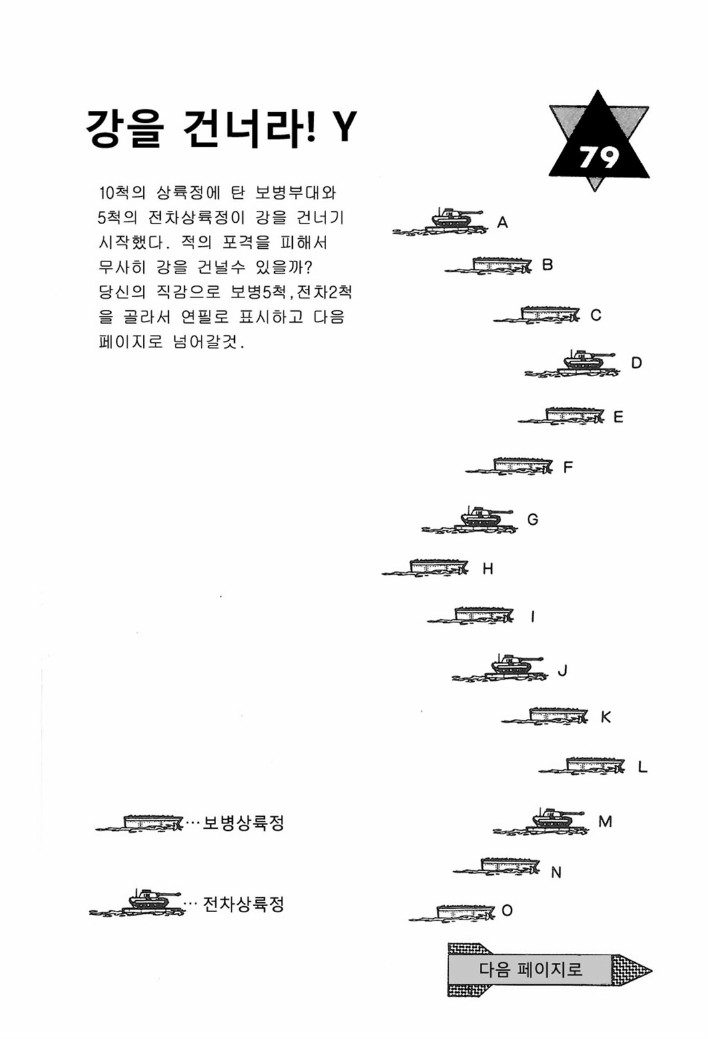 강을 건너라! Y
79
10척의 상륙정에 탄 보병부대와
5척의 전차상륙정이 강을 건너기
시작했다. 적의 포격을 피해서
무사히 강을 건널수 있을까?
당신의 직감으로 보병5척,전차2척
을 골라서 연필로 표시하고 다음
페이지로 넘어갈것.
A
B
C
D
E
F
G
H
I
J
K
L
M
N
O
…보병상륙정
… 전차상륙정
다음 페이지로